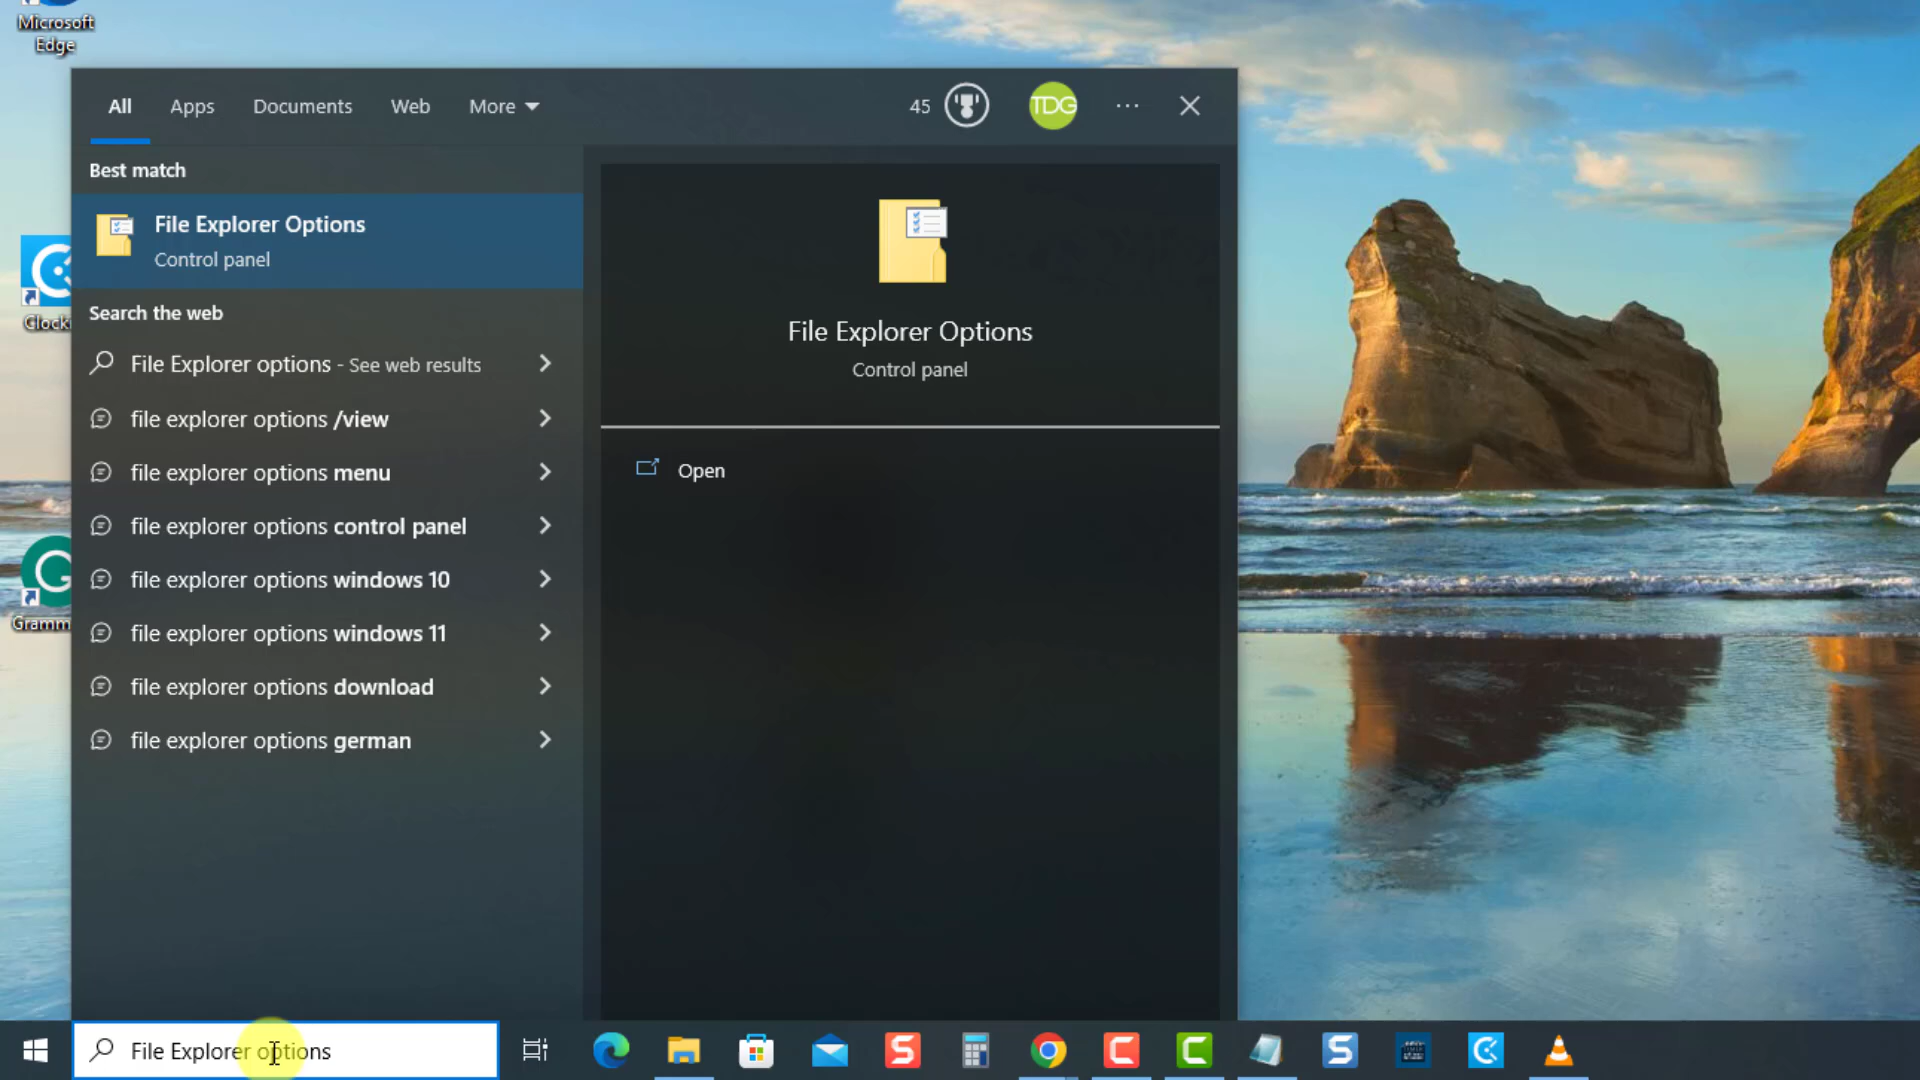 Microsoft
Edge
All
Apps
Documents
Web
More
45
TDG
Best match
File Explorer Options
Control panel
Search the web
File Explorer options - See web results
file explorer options /view
file explorer options menu
file explorer options control panel
file explorer options windows 10
file explorer options windows 11
file explorer options download
file explorer options german
File Explorer Options
Control panel
Open
Clocki
Gramm
File Explorer options